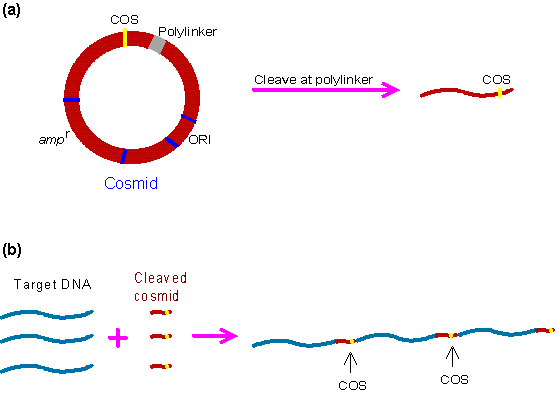 (a)
COS
Polylinker
Cleave at polylinker
COS
amp r
ORI
Cosmid
(b)
Target DNA
Cleaved
cosmid
COS
COS